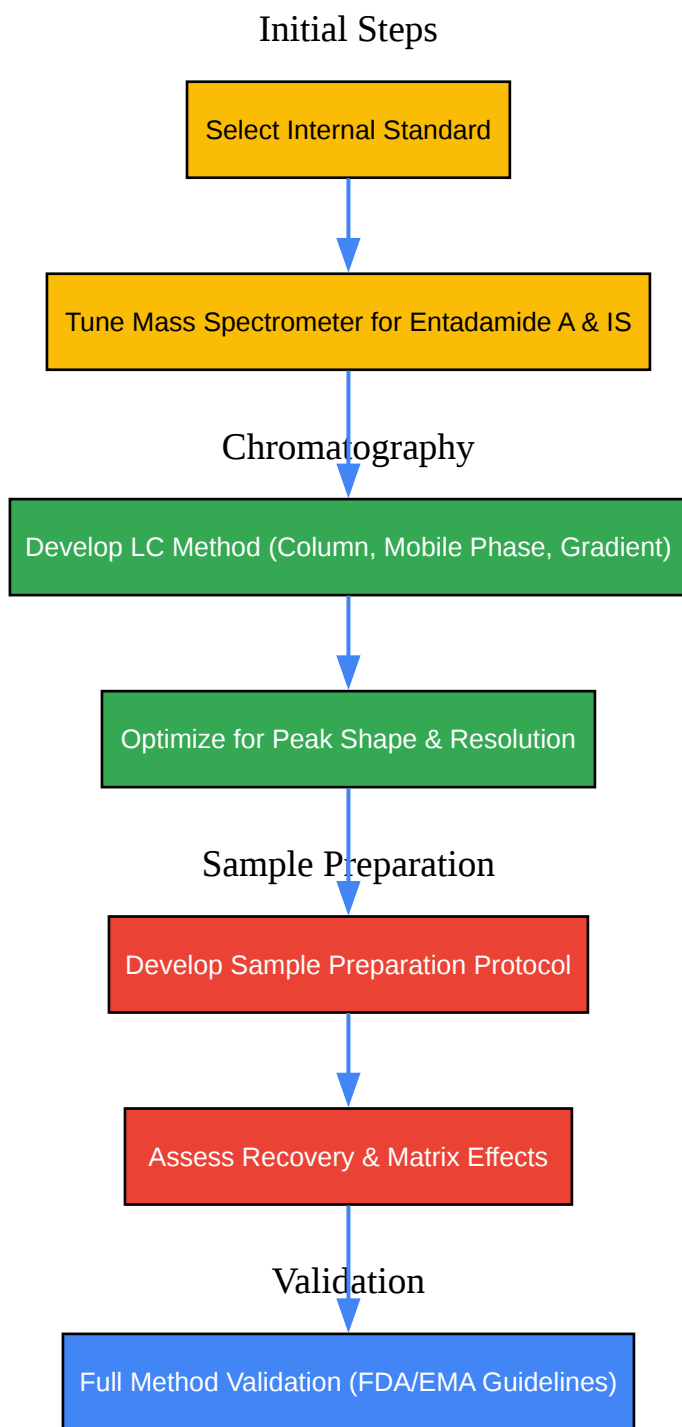 Initial Steps
Select Internal Standard
Tune Mass Spectrometer for Entadamide A & IS
Chromatography
Develop LC Method (Column, Mobile Phase, Gradient)
Optimize for Peak Shape & Resolution
Sample Preparation
Develop Sample Preparation Protocol
Assess Recovery & Matrix Effects
Validation
Full Method Validation (FDA/EMA Guidelines)